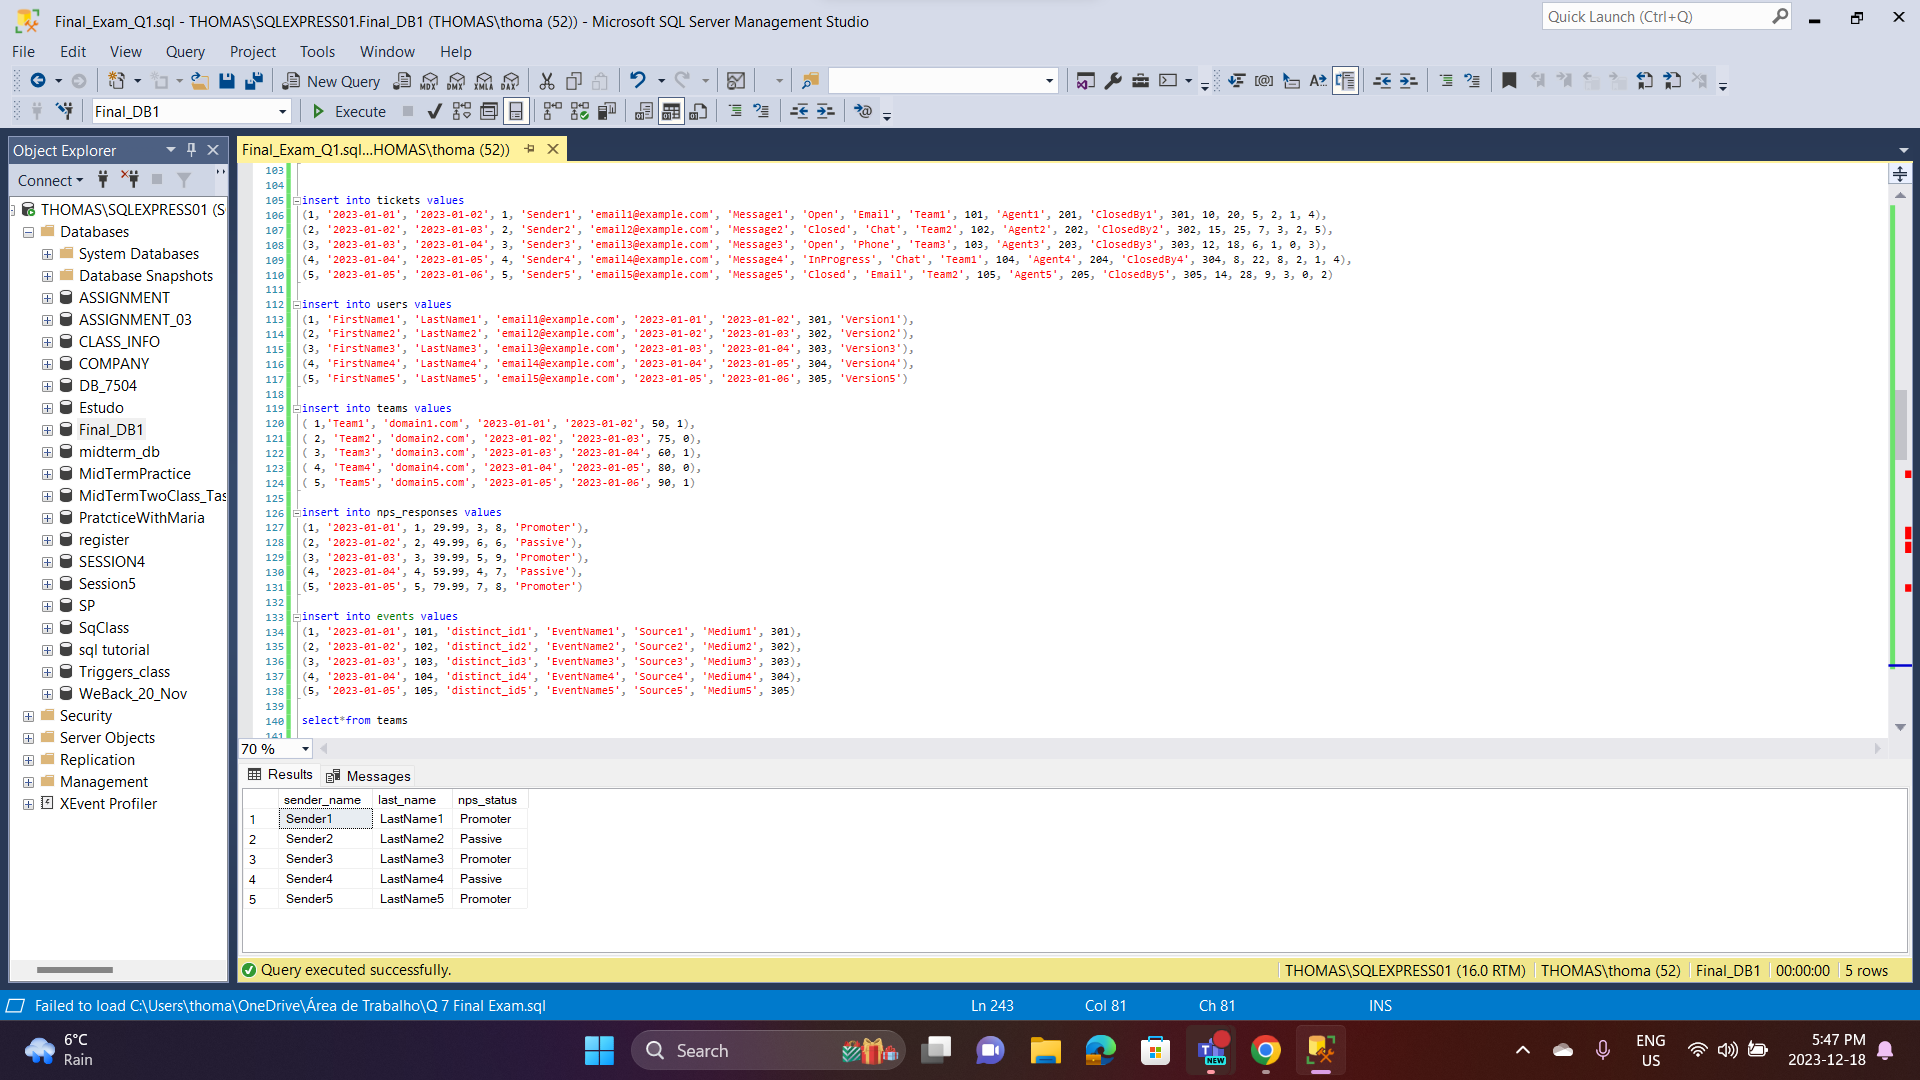 Final_Exam_Q1.sql - THOMAS\SQLEXPRESS01.Final_DB1 (THOMAS\thoma (52)) - Microsoft SQL Server Management Studio
Quick Launch (Ctrl+Q)
File Edit View Query Project Tools Window Help
New Query MDX DMX XMLA DAX
Final_DB1 Execute
Object Explorer
Connect
THOMAS\SQLEXPRESS01 (S
Databases
System Databases
Database Snapshots
ASSIGNMENT
ASSIGNMENT_03
CLASS_INFO
COMPANY
DB_7504
Estudo
Final_DB1
midterm_db
MidTermPractice
MidTermTwoClass_Tas
PratcticeWithMaria
register
SESSION4
Session5
SP
SqClass
sql tutorial
Triggers_class
WeBack_20_Nov
Security
Server Objects
Replication
Management
XEvent Profiler
Final_Exam_Q1.sql...HOMAS\thoma (52))
103
104
105 insert into tickets values
106 (1, '2023-01-01', '2023-01-02', 1, 'Sender1', 'email1@example.com', 'Message1', 'Open', 'Email', 'Team1', 101, 'Agent1', 201, 'ClosedBy1', 301, 10, 20, 5, 2, 1, 4),
107 (2, '2023-01-02', '2023-01-03', 2, 'Sender2', 'email2@example.com', 'Message2', 'Closed', 'Chat', 'Team2', 102, 'Agent2', 202, 'ClosedBy2', 302, 15, 25, 7, 3, 2, 5),
108 (3, '2023-01-03', '2023-01-04', 3, 'Sender3', 'email3@example.com', 'Message3', 'Open', 'Phone', 'Team3', 103, 'Agent3', 203, 'ClosedBy3', 303, 12, 18, 6, 1, 0, 3),
109 (4, '2023-01-04', '2023-01-05', 4, 'Sender4', 'email4@example.com', 'Message4', 'InProgress', 'Chat', 'Team1', 104, 'Agent4', 204, 'ClosedBy4', 304, 8, 22, 8, 2, 1, 4),
110 (5, '2023-01-05', '2023-01-06', 5, 'Sender5', 'email5@example.com', 'Message5', 'Closed', 'Email', 'Team2', 105, 'Agent5', 205, 'ClosedBy5', 305, 14, 28, 9, 3, 0, 2)
111
112 insert into users values
113 (1, 'FirstName1', 'LastName1', 'email1@example.com', '2023-01-01', '2023-01-02', 301, 'Version1'),
114 (2, 'FirstName2', 'LastName2', 'email2@example.com', '2023-01-02', '2023-01-03', 302, 'Version2'),
115 (3, 'FirstName3', 'LastName3', 'email3@example.com', '2023-01-03', '2023-01-04', 303, 'Version3'),
116 (4, 'FirstName4', 'LastName4', 'email4@example.com', '2023-01-04', '2023-01-05', 304, 'Version4'),
117 (5, 'FirstName5', 'LastName5', 'email5@example.com', '2023-01-05', '2023-01-06', 305, 'Version5')
118
119 insert into teams values
120 ( 1,'Team1', 'domain1.com', '2023-01-01', '2023-01-02', 50, 1),
121 ( 2, 'Team2', 'domain2.com', '2023-01-02', '2023-01-03', 75, 0),
122 ( 3, 'Team3', 'domain3.com', '2023-01-03', '2023-01-04', 60, 1),
123 ( 4, 'Team4', 'domain4.com', '2023-01-04', '2023-01-05', 80, 0),
124 ( 5, 'Team5', 'domain5.com', '2023-01-05', '2023-01-06', 90, 1)
125
126 insert into nps_responses values
127 (1, '2023-01-01', 1, 29.99, 3, 8, 'Promoter'),
128 (2, '2023-01-02', 2, 49.99, 6, 6, 'Passive'),
129 (3, '2023-01-03', 3, 39.99, 5, 9, 'Promoter'),
130 (4, '2023-01-04', 4, 59.99, 4, 7, 'Passive'),
131 (5, '2023-01-05', 5, 79.99, 7, 8, 'Promoter')
132
133 insert into events values
134 (1, '2023-01-01', 101, 'distinct_id1', 'EventName1', 'Source1', 'Medium1', 301),
135 (2, '2023-01-02', 102, 'distinct_id2', 'EventName2', 'Source2', 'Medium2', 302),
136 (3, '2023-01-03', 103, 'distinct_id3', 'EventName3', 'Source3', 'Medium3', 303),
137 (4, '2023-01-04', 104, 'distinct_id4', 'EventName4', 'Source4', 'Medium4', 304),
138 (5, '2023-01-05', 105, 'distinct_id5', 'EventName5', 'Source5', 'Medium5', 305)
139
140 select*from teams
141
70 %
Results Messages
sender_name last_name nps_status
1 Sender1 LastName1 Promoter
2 Sender2 LastName2 Passive
3 Sender3 LastName3 Promoter
4 Sender4 LastName4 Passive
5 Sender5 LastName5 Promoter
Query executed successfully. THOMAS\SQLEXPRESS01 (16.0 RTM) THOMAS\thoma (52) Final_DB1 00:00:00 5 rows
Failed to load C:\Users\thoma\OneDrive\Área de Trabalho\Q 7 Final Exam.sql Ln 243 Col 81 Ch 81 INS
6°C
Rain
Search
NEW
ENG
US
5:47 PM
2023-12-18